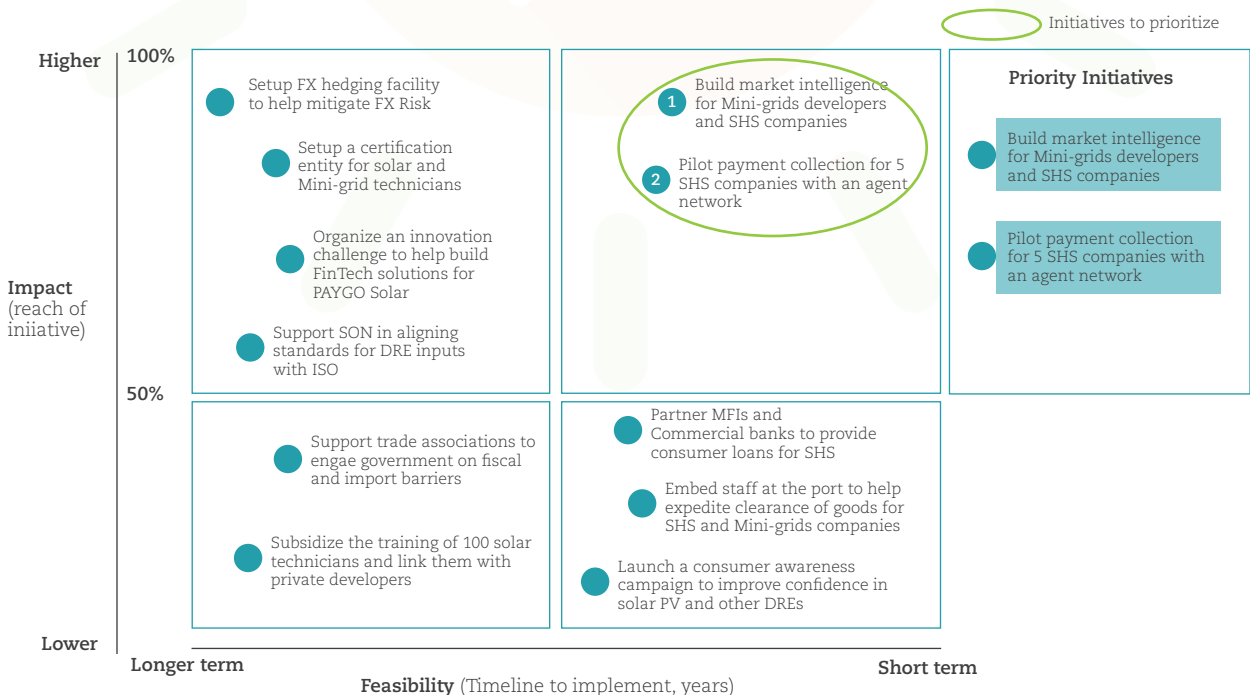 Initiatives to prioritize
Higher
100%
Setup FX hedging facility
to help mitigate FX Risk
Setup a certification
entity for solar and
Mini-grid technicians
Organize an innovation
challenge to help build
FinTech solutions for
PAYGO Solar
Support SON in aligning
standards for DRE inputs
with ISO
1
Build market intelligence
for Mini-grids developers
and SHS companies
2
Pilot payment collection for 5
SHS companies with an agent
network
Priority Initiatives
Build market intelligence
for Mini-grids developers
and SHS companies
Pilot payment collection
for 5 SHS companies with
an agent network
Impact
(reach of
iniiative)
50%
Support trade associations to
engae government on fiscal
and import barriers
Subsidize the training of 100 solar
technicians and link them with
private developers
Partner MFIs and
Commercial banks to provide
consumer loans for SHS
Embed staff at the port to help
expedite clearance of goods for
SHS and Mini-grids companies
Launch a consumer awareness
campaign to improve confidence in
solar PV and other DREs
Lower
Longer term
Short term
Feasibility (Timeline to implement, years)